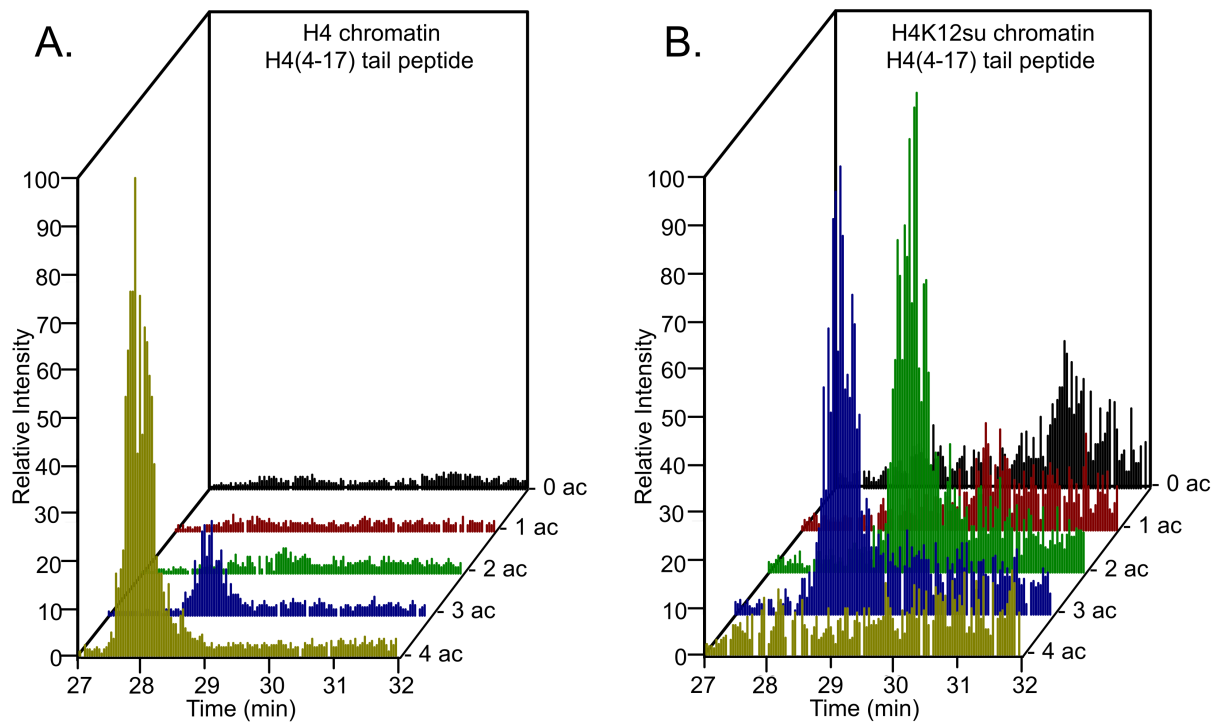 A.
H4 chromatin
H4(4-17) tail peptide
Relative Intensity
100
90
80
70
60
50
40
30
20
10
0
27
28
29
30
31
32
Time (min)
0 ac
1 ac
2 ac
3 ac
4 ac
B.
H4K12su chromatin
H4(4-17) tail peptide
Relative Intensity
100
90
80
70
60
50
40
30
20
10
0
27
28
29
30
31
32
Time (min)
0 ac
1 ac
2 ac
3 ac
4 ac